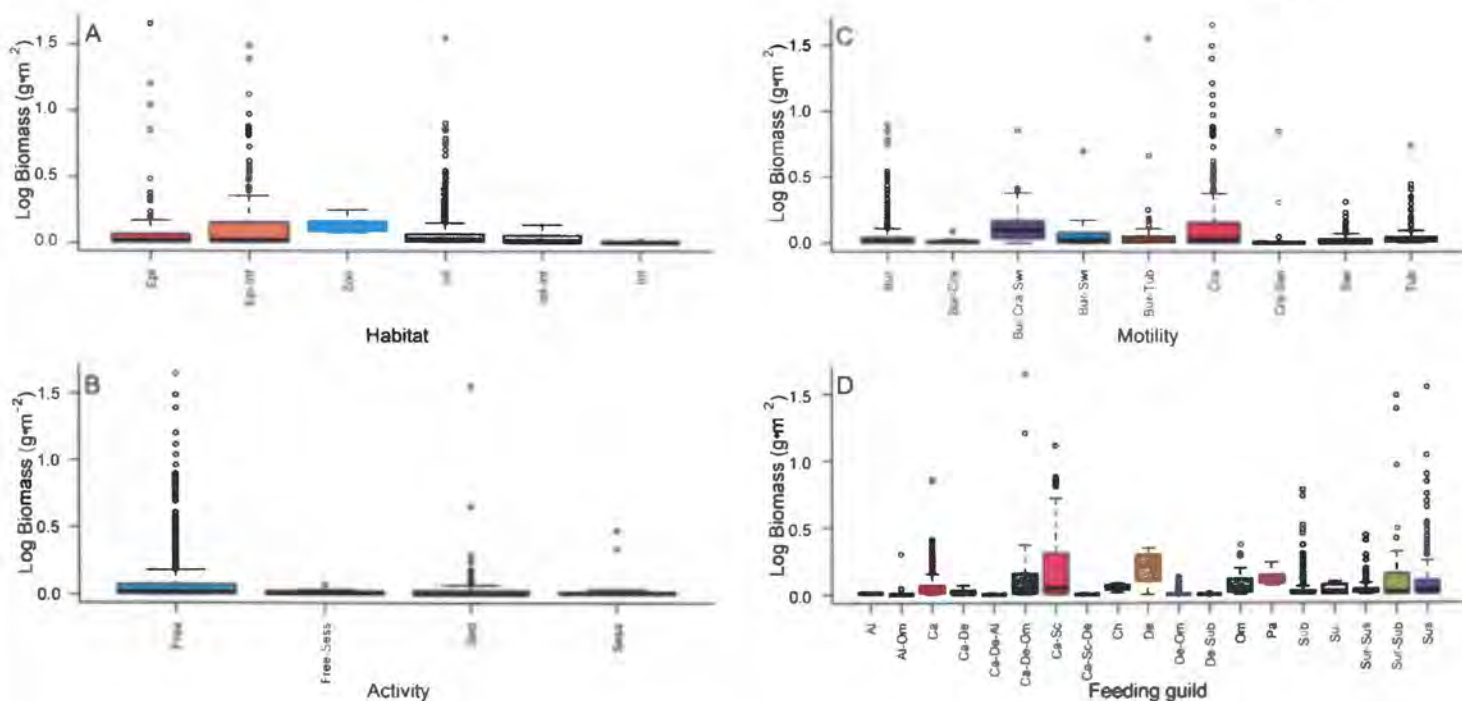 A
Log Biomass (g•m⁻²)
1.5
1.0
0.5
0.0
Epi
Epi-Inf
Zoo
Habitat
C
Log Biomass (g•m⁻²)
1.5
1.0
0.5
0.0
Bur
Bur-Cra
Bur Cra Swi
Bur-Swi
Bur-Tub
Cra
Cra-Swi
Swi
Tub
Motility
B
Log Biomass (g•m⁻²)
1.5
1.0
0.5
0.0
Free
Free-Sess
Sed
Sess
Activity
D
Log Biomass (g•m⁻²)
1.5
1.0
0.5
0.0
Al
Al-Om
Ca
Ca-De
Ca-De-Al
Ca-De-Om
Ca-Sc
Ca-Sc-De
Ch
De
De-Om
De-Sub
Om
Pa
Sub
Su
Sur-Sus
Sur-Sub
Sus
Feeding guild